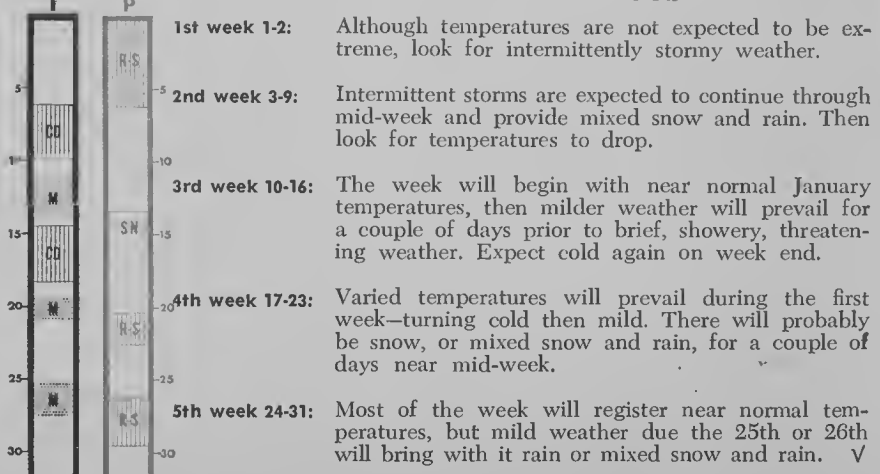 T P
1st week 1-2: Although temperatures are not expected to be ex-
treme, look for intermittently stormy weather.
2nd week 3-9: Intermittent storms are expected to continue through
mid-week and provide mixed snow and rain. Then
look for temperatures to drop.
3rd week 10-16: The week will begin with near normal January
temperatures, then milder weather will prevail for
a couple of days prior to brief, showery, threaten-
ing weather. Expect cold again on week end.
4th week 17-23: Varied temperatures will prevail during the first
week—turning cold then mild. There will probably
be snow, or mixed snow and rain, for a couple of
days near mid-week.
5th week 24-31: Most of the week will register near normal tem-
peratures, but mild weather due the 25th or 26th
will bring with it rain or mixed snow and rain. V
5
CD
M
15
CD
20
M
25
M
30
R-S
5
10
SN
15
20
R-S
25
R-S
30